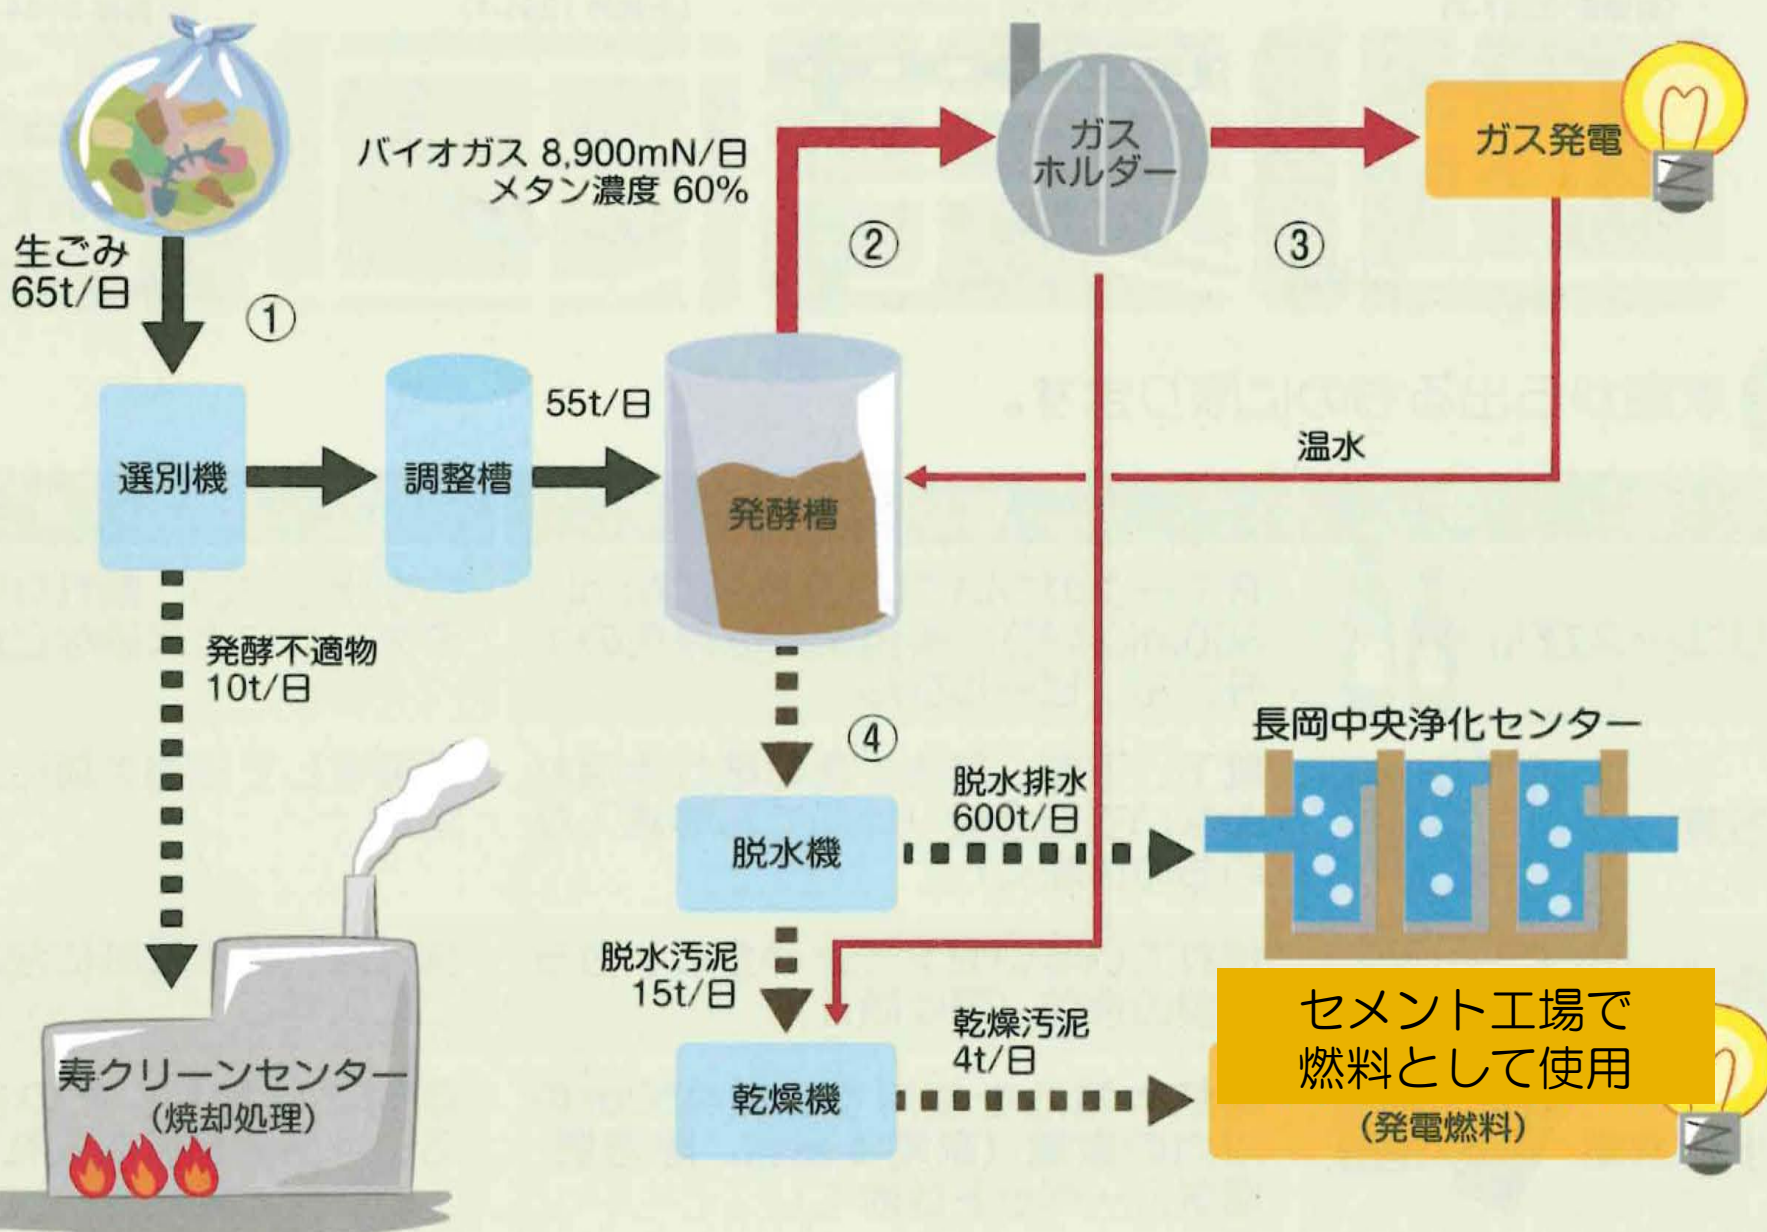 生ごみ
65t/日
①
バイオガス 8,900mN/日
メタン濃度 60%
②
ガス
ホルダー
③
ガス発電
選別機
調整槽
55t/日
発酵槽
温水
発酵不適物
10t/日
④
脱水機
脱水排水
600t/日
長岡中央浄化センター
脱水汚泥
15t/日
乾燥機
乾燥汚泥
4t/日
セメント工場で
燃料として使用
(発電燃料)
寿クリーンセンター
(焼却処理)